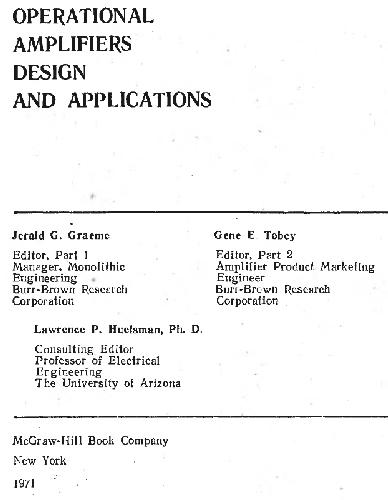 OPERATIONAL
AMPLIFIERS
DESIGN
AND APPLICATIONS
Jerald G. Graeme
Editor, Part 1
Manager, Monolithic
Engineering
Burr-Brown Research
Corporation
Gene E. Tobey
Editor, Part 2
Amplifier Product Marketing
Engineer
Burr-Brown Research
Corporation
Lawrence P. Huelsman, Ph. D.
Consulting Editor
Professor of Electrical
Engineering
The University of Arizona
McGraw-Hill Book Company
New York
1971